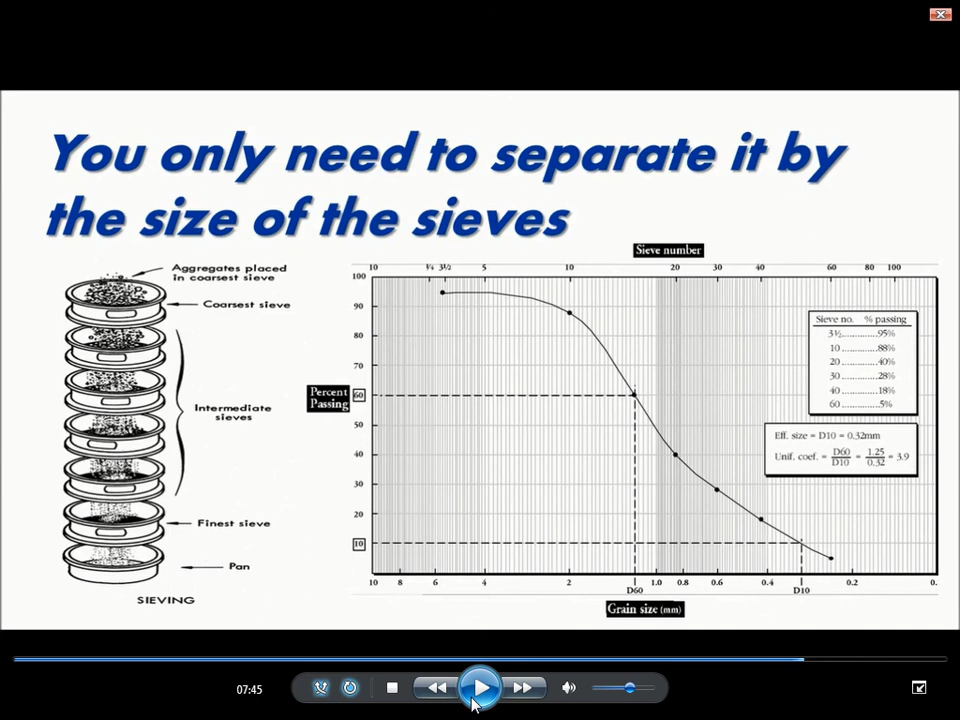 You only need to separate it by
the size of the sieves
Aggregates placed
in coarsest sieve
Coarsest sieve
Intermediate
sieves
Finest sieve
Pan
SIEVING
Sieve number
10 ¼ 3½ 5 10 20 30 40 60 80 100
100
90
80
70
60
50
40
30
20
10
Percent
Passing
Sieve no. % passing
3½..............95%
10..............88%
20..............40%
30..............28%
40..............18%
60..............5%
Eff. size = D10 = 0.32mm
Unif. coef. = D60/D10 = 1.25/0.32 = 3.9
10 8 6 4 2 1.0 0.8 0.6 0.4 0.2 0.
D60 D10
Grain size (mm)
07:45